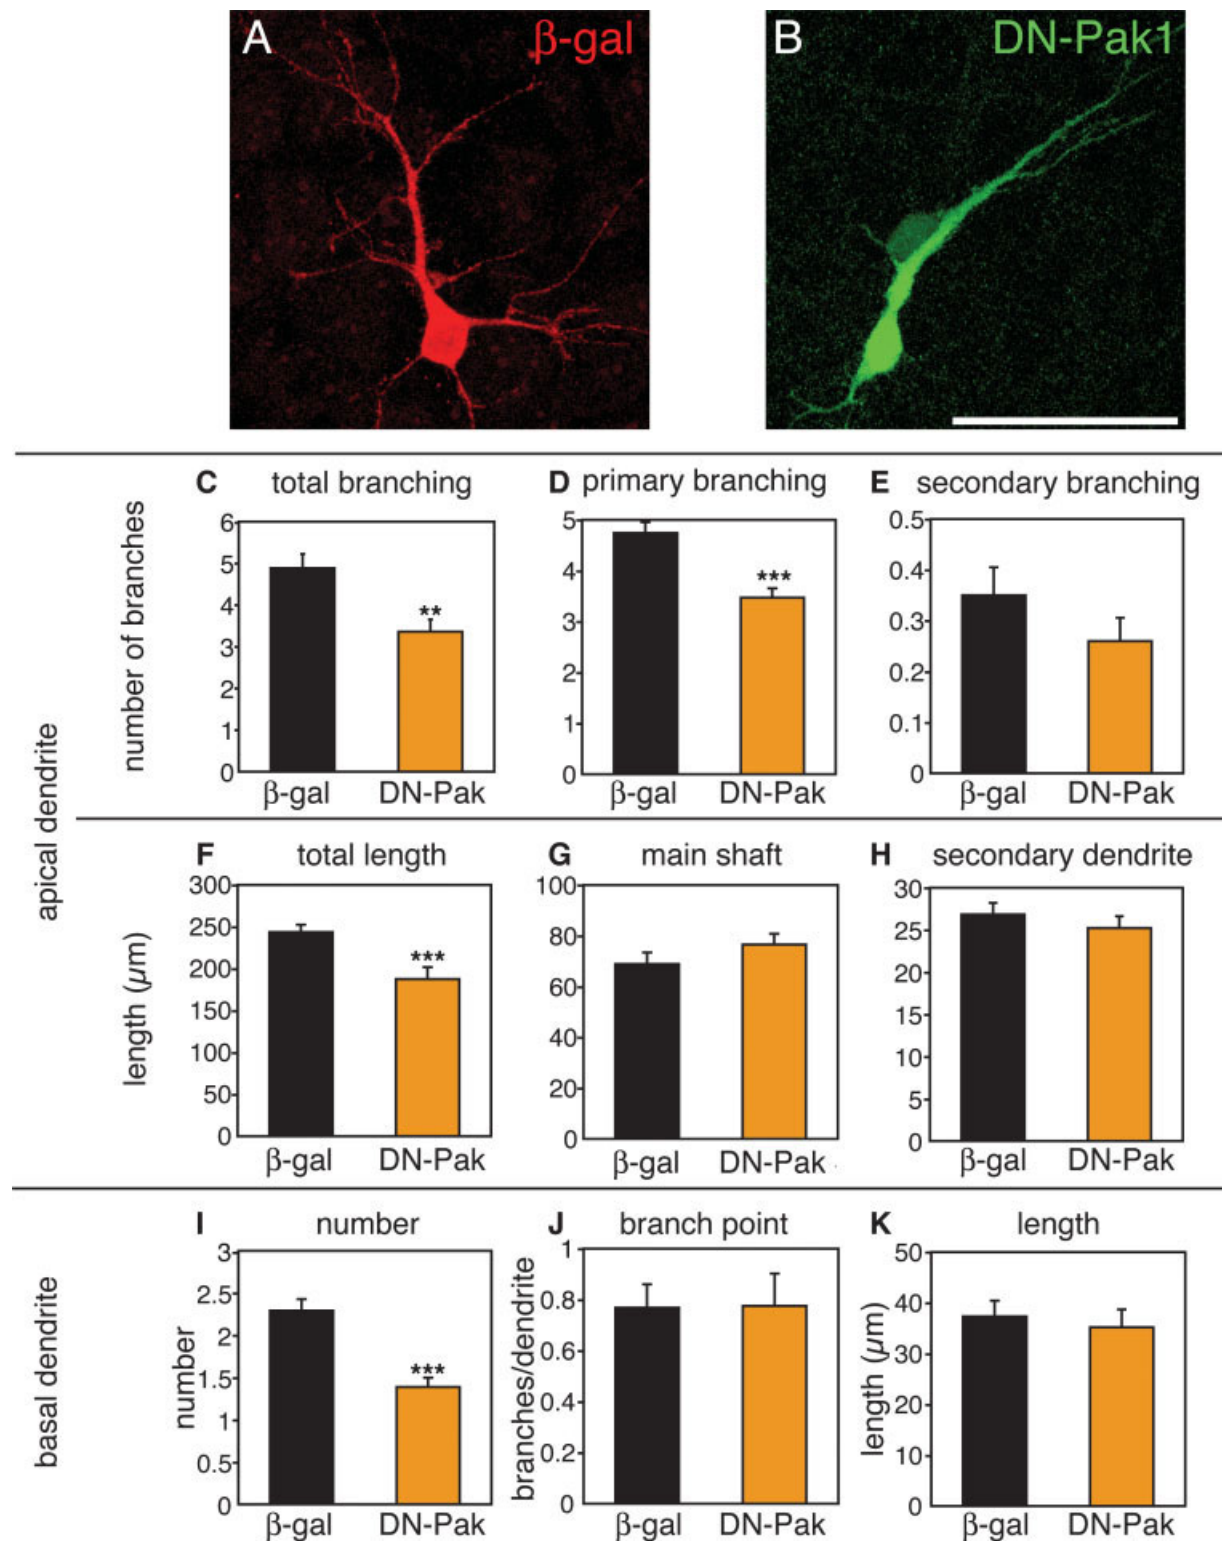 A β-gal
B DN-Pak1
apical dendrite
number of branches
C total branching
6
5
4
3
2
1
0
**
β-gal DN-Pak
D primary branching
5
4
3
2
1
0
***
β-gal DN-Pak
E secondary branching
0.5
0.4
0.3
0.2
0.1
0
β-gal DN-Pak
length (µm)
F total length
300
250
200
150
100
50
0
***
β-gal DN-Pak
G main shaft
100
80
60
40
20
0
β-gal DN-Pak
H secondary dendrite
30
25
20
15
10
5
0
β-gal DN-Pak
basal dendrite
I number
number
3
2.5
2
1.5
1
0.5
0
***
β-gal DN-Pak
J branch point
branches/dendrite
1
0.8
0.6
0.4
0.2
0
β-gal DN-Pak
K length
length (µm)
50
40
30
20
10
0
β-gal DN-Pak